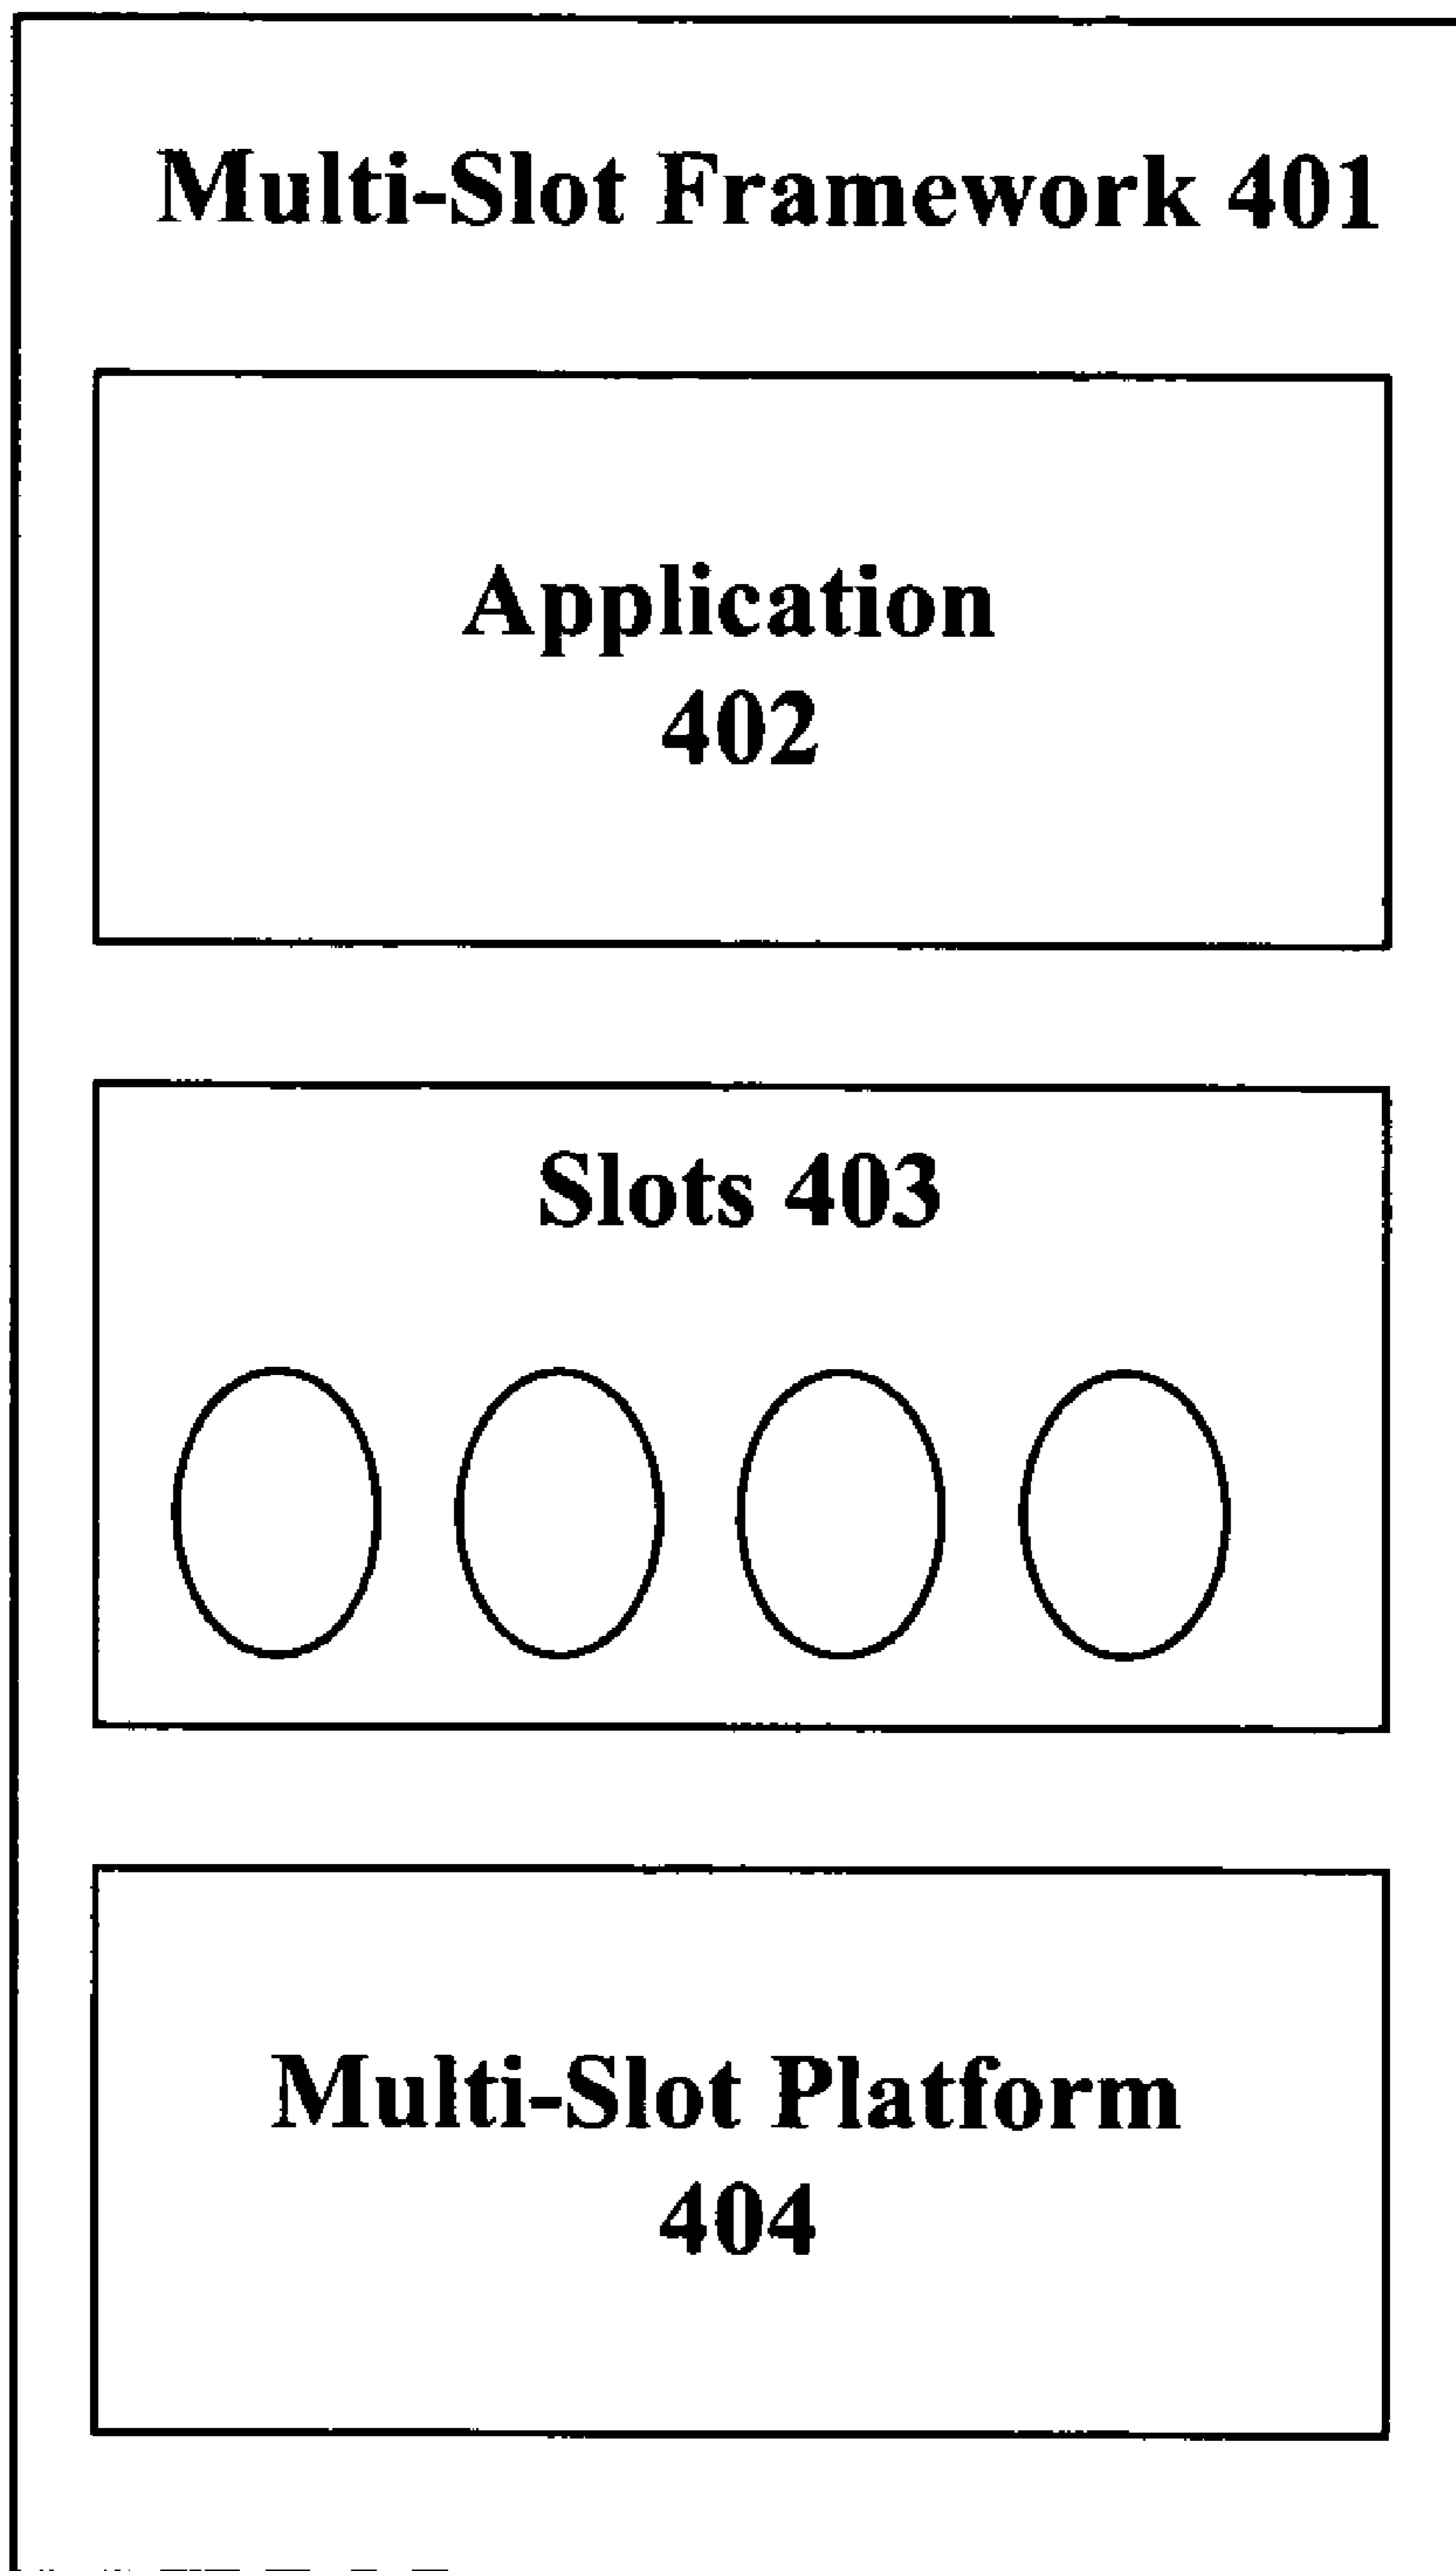 Multi-Slot Framework 401
Application
402
Slots 403
Multi-Slot Platform
404